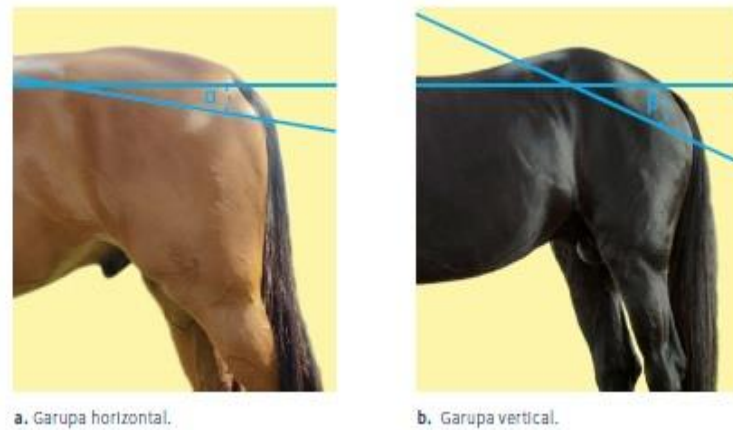 α
β
a. Garupa horizontal.
b. Garupa vertical.